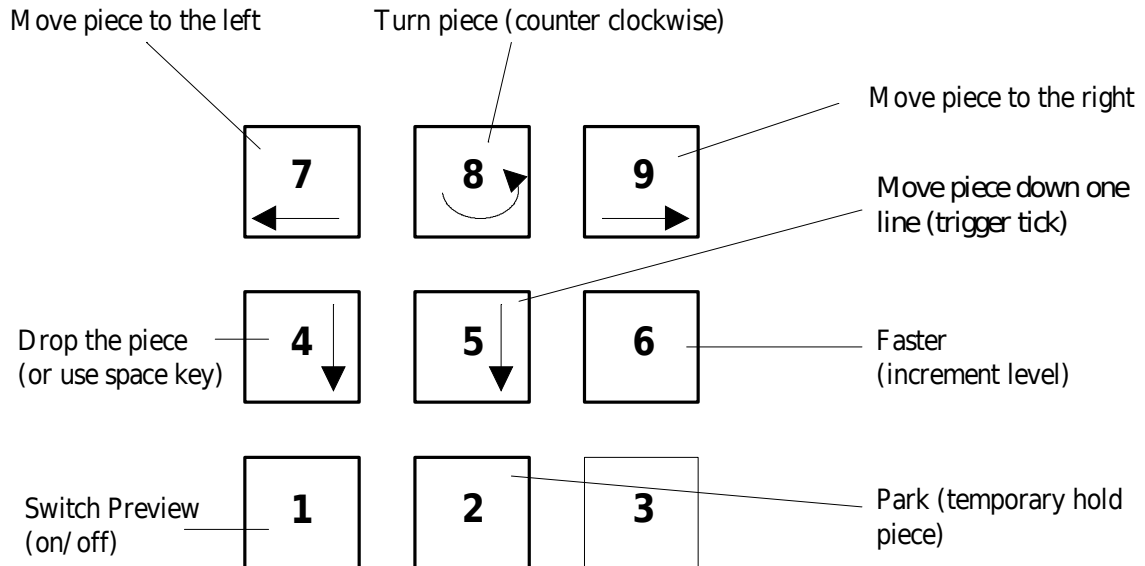 Move piece to the left
Turn piece (counter clockwise)
Move piece to the right
7
8
9
Move piece down one
line (trigger tick)
Drop the piece
(or use space key)
4
5
6
Faster
(increment level)
Switch Preview
(on/off)
1
2
3
Park (temporary hold
piece)